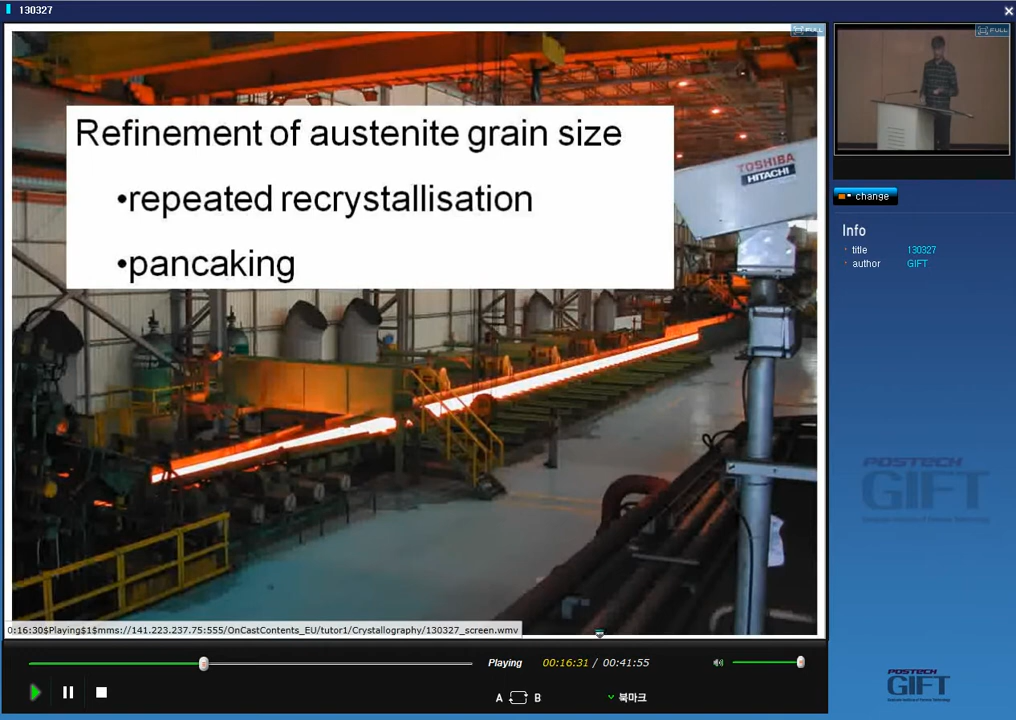 130327
FULL
FULL
Refinement of austenite grain size
•repeated recrystallisation
•pancaking
TOSHIBA
HITACHI
change
Info
title 130327
author GIFT
POSTECH
GIFT
0:16:30$Playing$1$mms://141.223.237.75:555/OnCastContents_EU/tutor1/Crystallography/130327_screen.wmv
Playing 00:16:31 / 00:41:55
A B 북마크
POSTECH
GIFT